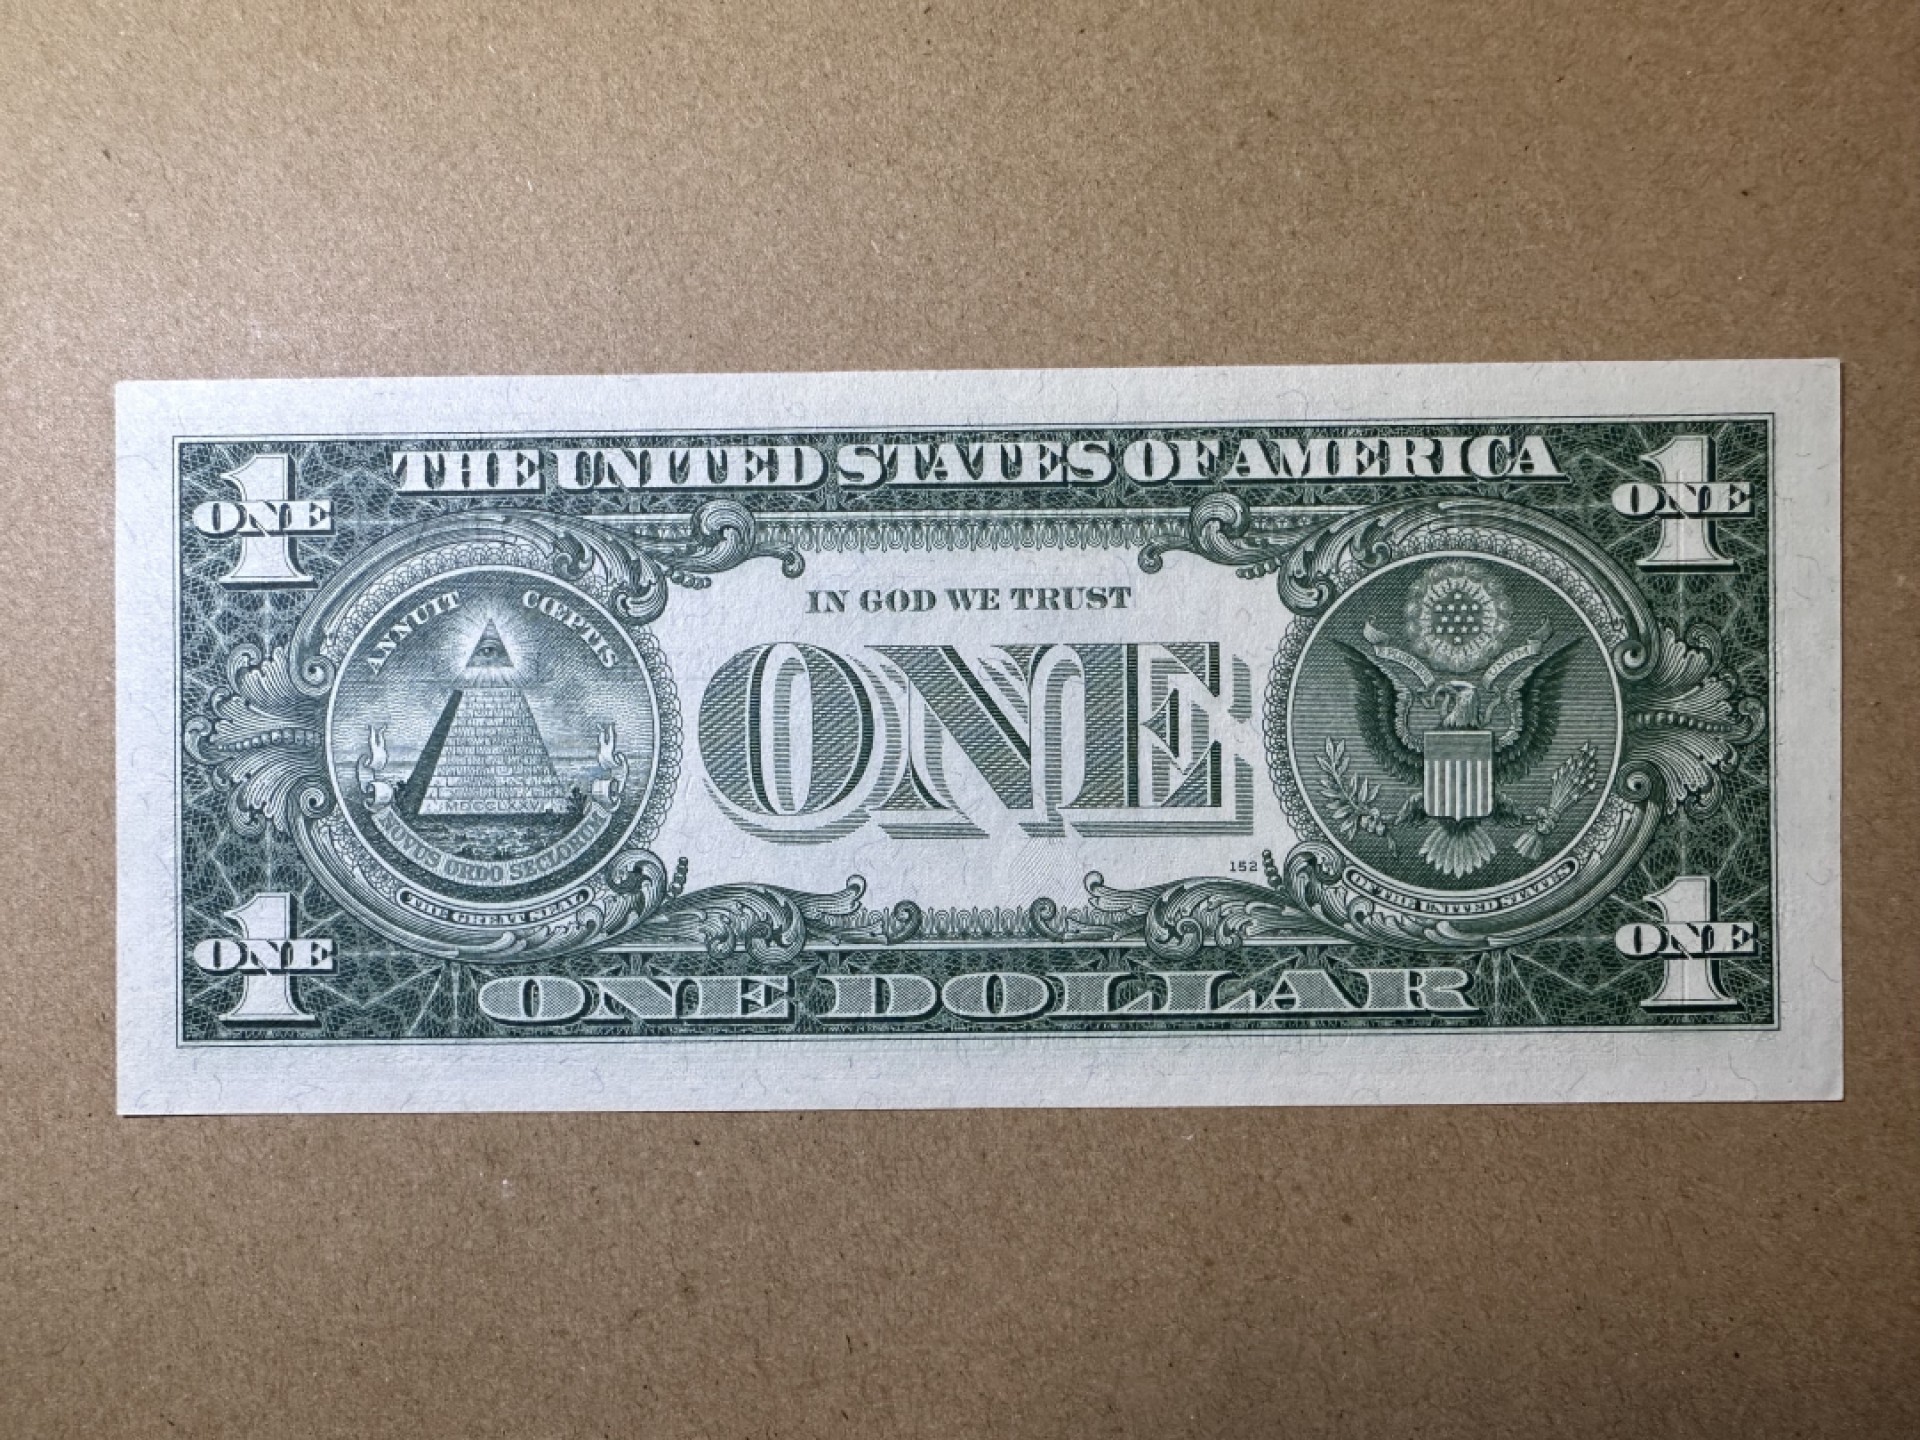 THE UNITED STATES OF AMERICA
1
ONE
1
ONE
ANNUIT CŒPTIS
IN GOD WE TRUST
ONE
MDCCLXXVI
NOVUS ORDO SECLORUM
THE GREAT SEAL
152
OF THE UNITED STATES
1
ONE
1
ONE
ONE DOLLAR